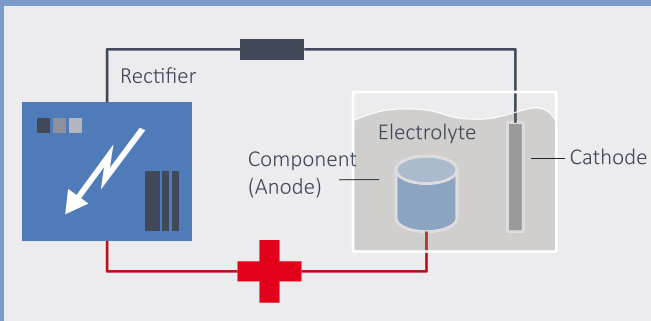 Rectifier
Electrolyte
Component
(Anode)
Cathode